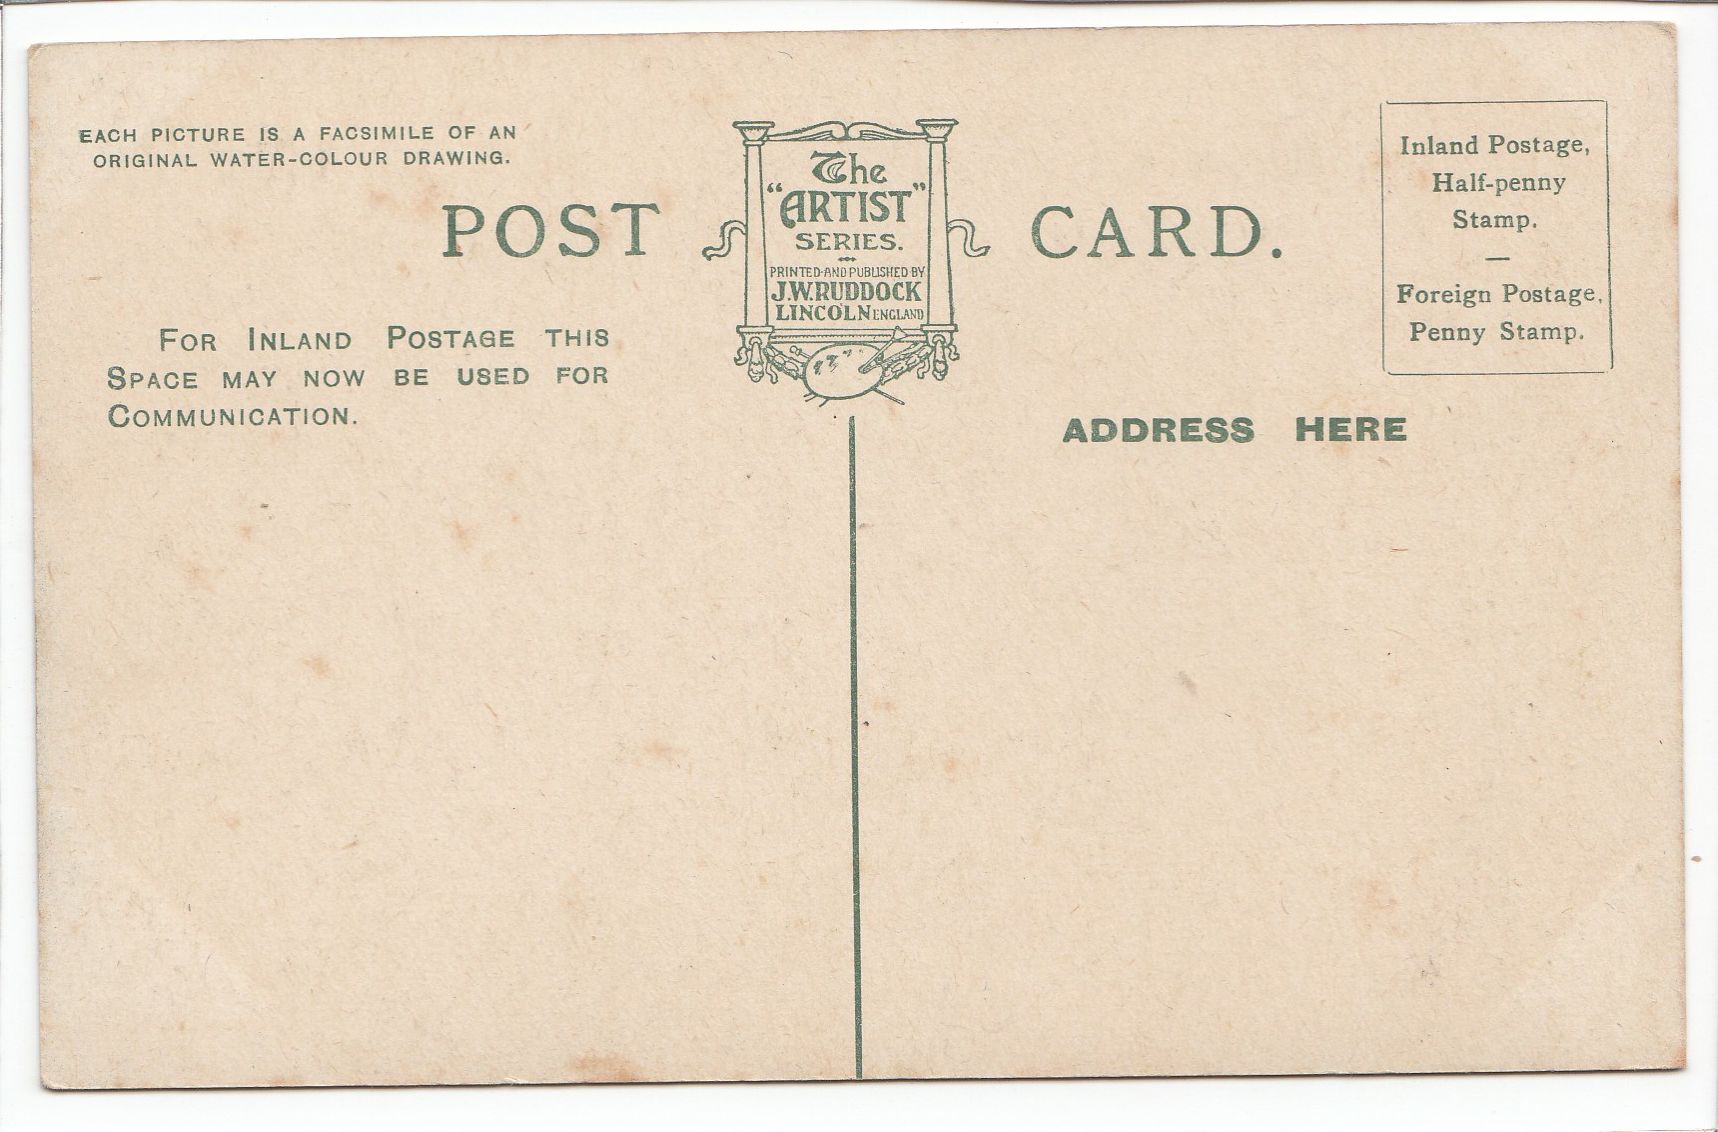 EACH PICTURE IS A FACSIMILE OF AN
ORIGINAL WATER-COLOUR DRAWING.
POST CARD.
The
"ARTIST"
SERIES.
PRINTED AND PUBLISHED BY
J.W.RUDDOCK
LINCOLN ENGLAND
Inland Postage,
Half-penny
Stamp.
—
Foreign Postage,
Penny Stamp.
FOR INLAND POSTAGE THIS
SPACE MAY NOW BE USED FOR
COMMUNICATION.
ADDRESS HERE